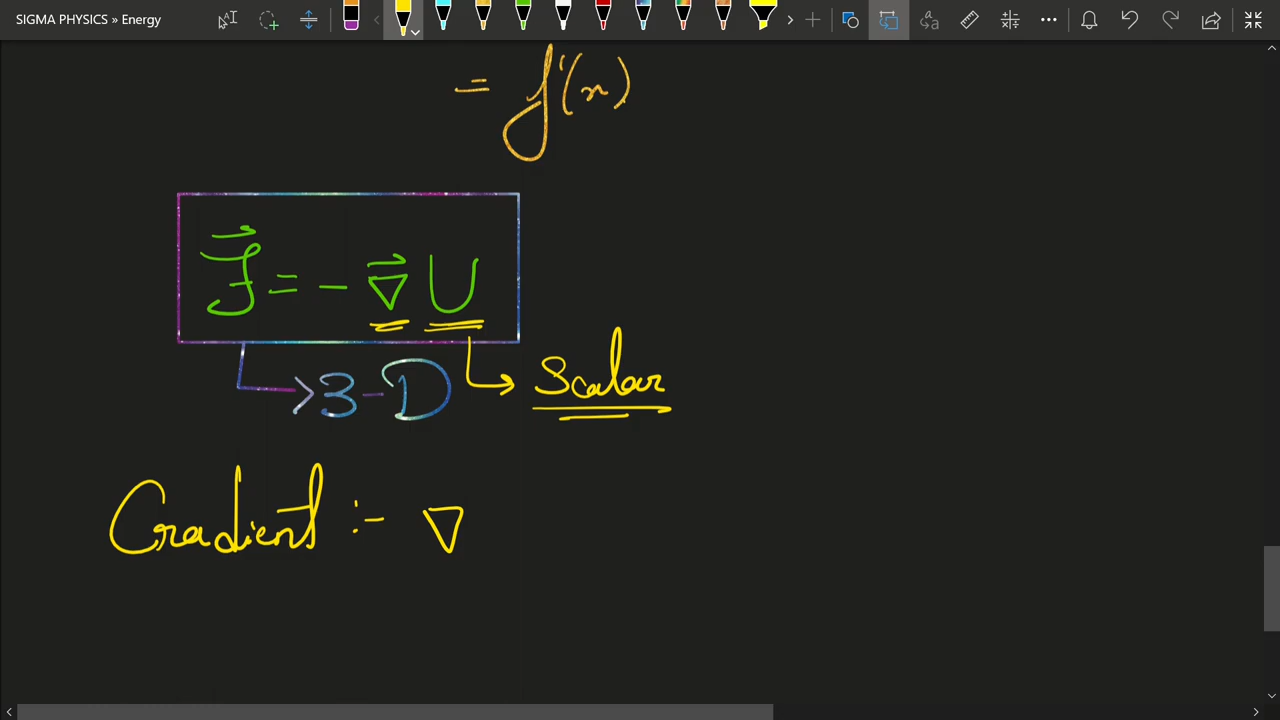 SIGMA PHYSICS » Energy
= f'(x)
F⃗ = - ∇⃗ U
3-D
Scalar
Gradient :- ∇